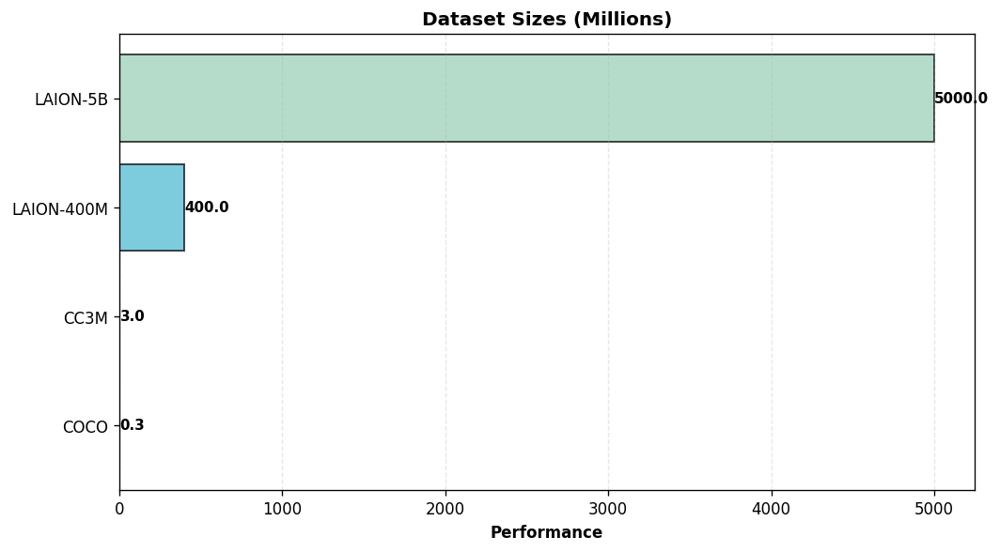 Dataset Sizes (Millions)
LAION-5B
5000.0
LAION-400M
400.0
CC3M
3.0
COCO
0.3
0 1000 2000 3000 4000 5000
Performance